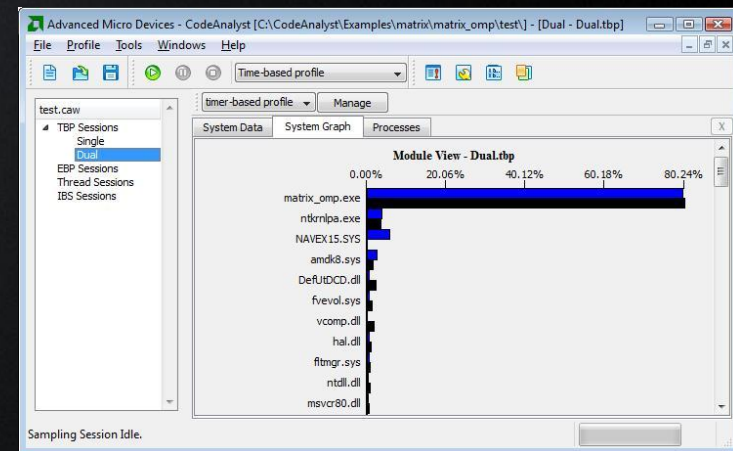 Advanced Micro Devices - CodeAnalyst [C:\CodeAnalyst\Examples\matrix\matrix_omp\test\] - [Dual - Dual.tbp]
File Profile Tools Windows Help
Time-based profile
timer-based profile Manage
test.caw
TBP Sessions
Single
Dual
EBP Sessions
Thread Sessions
IBS Sessions
System Data System Graph Processes X
Module View - Dual.tbp
0.00% 20.06% 40.12% 60.18% 80.24%
matrix_omp.exe
ntkrnlpa.exe
NAVEX15.SYS
amdk8.sys
DefUtDCD.dll
fvevol.sys
vcomp.dll
hal.dll
fltmgr.sys
ntdll.dll
msvcr80.dll
Sampling Session Idle.